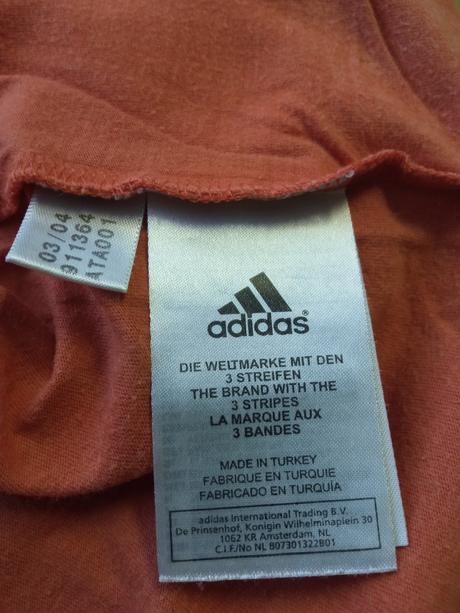 03/04
911364
ATA001
adidas®
DIE WELTMARKE MIT DEN
3 STREIFEN
THE BRAND WITH THE
3 STRIPES
LA MARQUE AUX
3 BANDES
MADE IN TURKEY
FABRIQUE EN TURQUIE
FABRICADO EN TURQUÍA
adidas International Trading B.V.
De Prinsenhof, Konigin Wilhelminaplein 30
1062 KR Amsterdam, NL
C.I.F./No NL B07301322B01